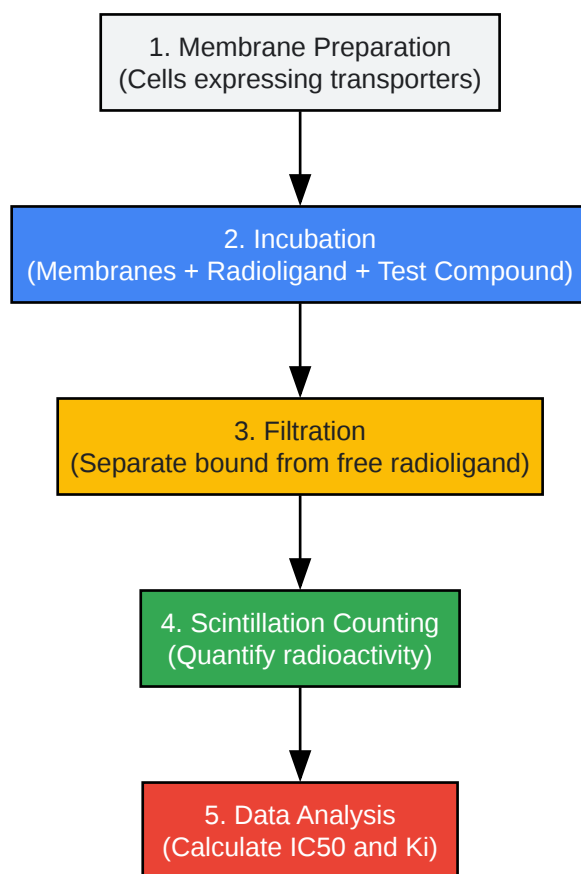 1. Membrane Preparation
(Cells expressing transporters)
2. Incubation
(Membranes + Radioligand + Test Compound)
3. Filtration
(Separate bound from free radioligand)
4. Scintillation Counting
(Quantify radioactivity)
5. Data Analysis
(Calculate IC50 and Ki)